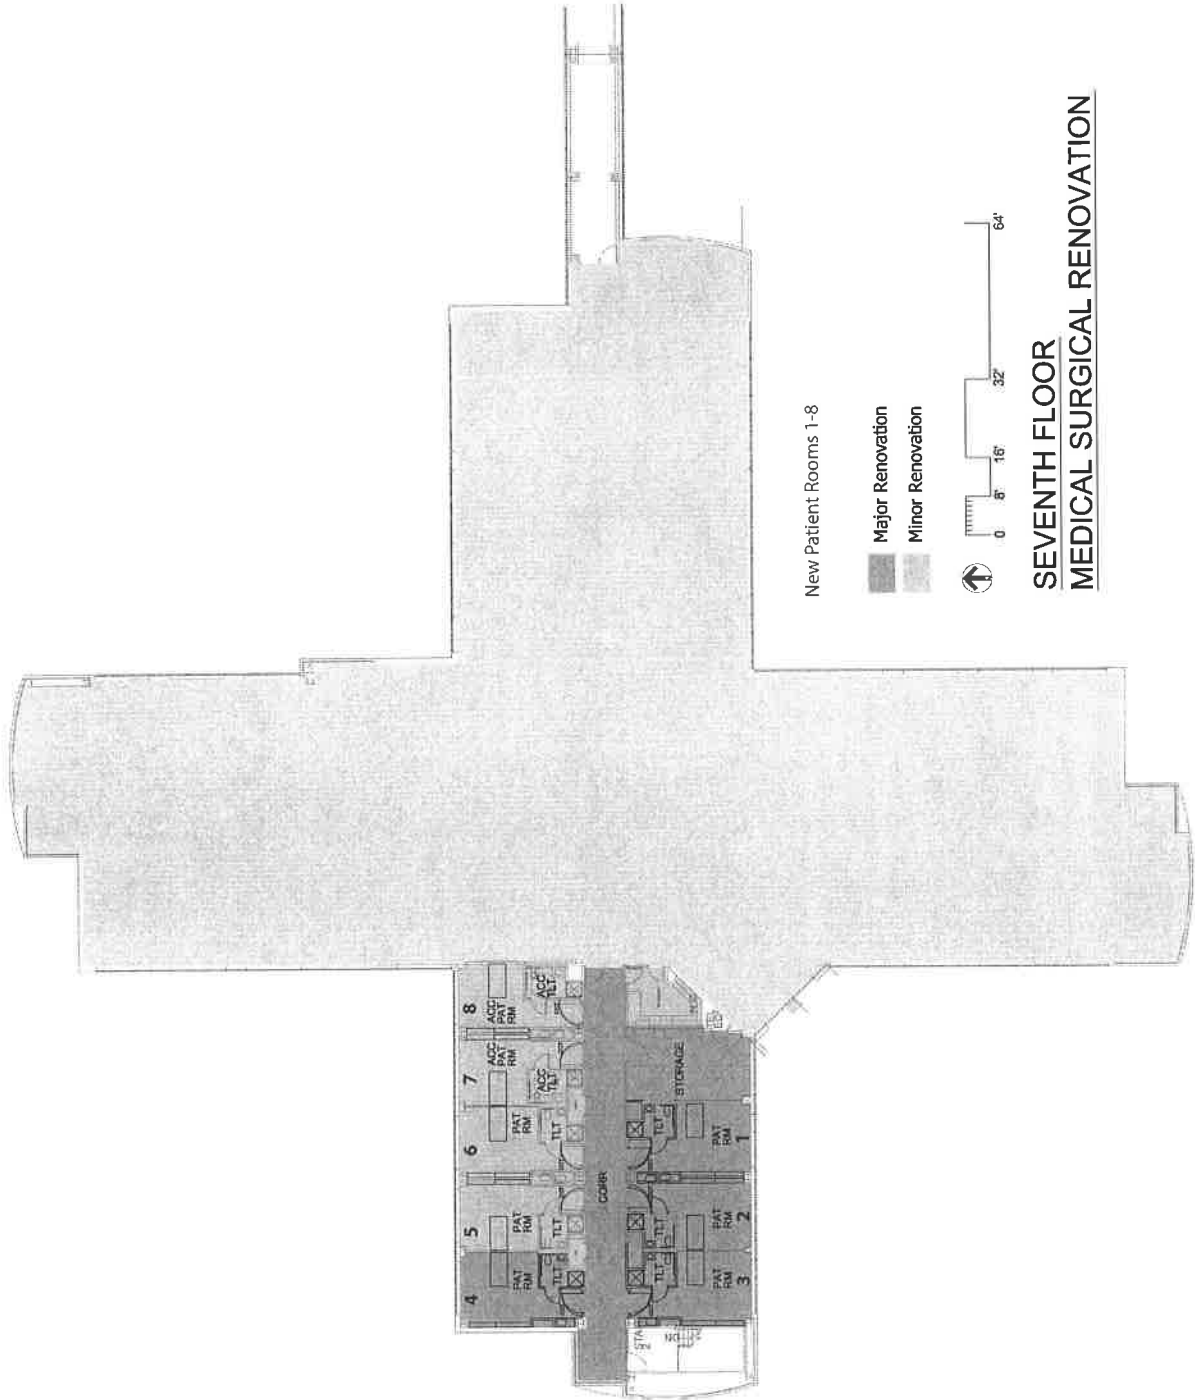 New Patient Rooms 1-8
Major Renovation
Minor Renovation
0 8' 16' 32' 64'
SEVENTH FLOOR
MEDICAL SURGICAL RENOVATION
4
PAT
RM
TLT
5
PAT
RM
TLT
6
PAT
RM
TLT
7
ACC
PAT
RM
ACC
TLT
8
ACC
PAT
RM
ACC
TLT
CORR
STORAGE
TLT
PAT
RM
1
TLT
PAT
RM
2
TLT
PAT
RM
3
STA
2
DN